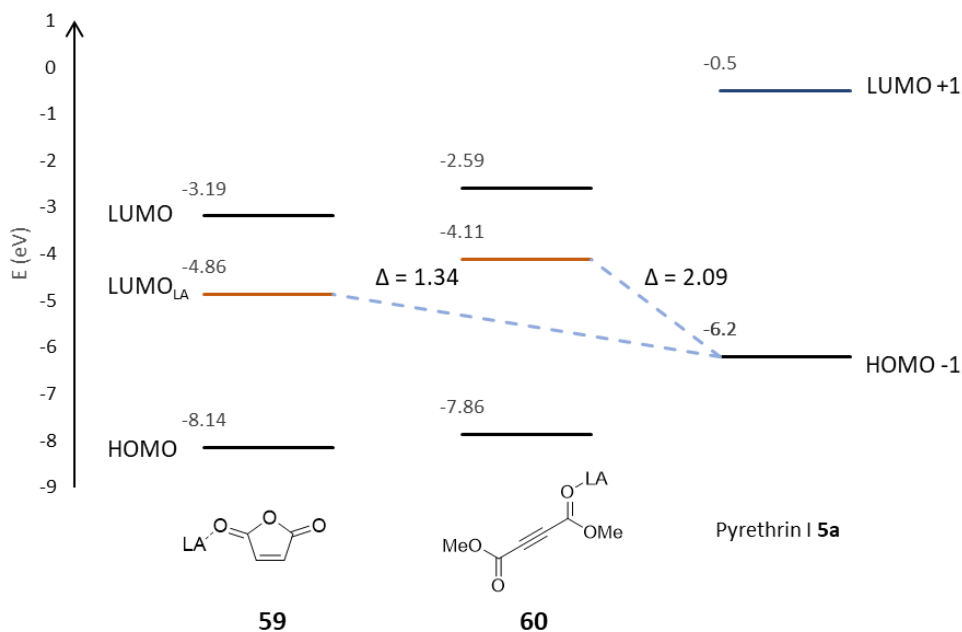 1
0
-1
-2
-3
-4
-5
-6
-7
-8
-9
E (eV)
-0.5
LUMO +1
-2.59
-3.19
LUMO
-4.11
-4.86
LUMO LA
Δ = 1.34
Δ = 2.09
-6.2
HOMO -1
-7.86
-8.14
HOMO
LA
O
O
O
LA
O
OMe
MeO
O
Pyrethrin I 5a
59
60